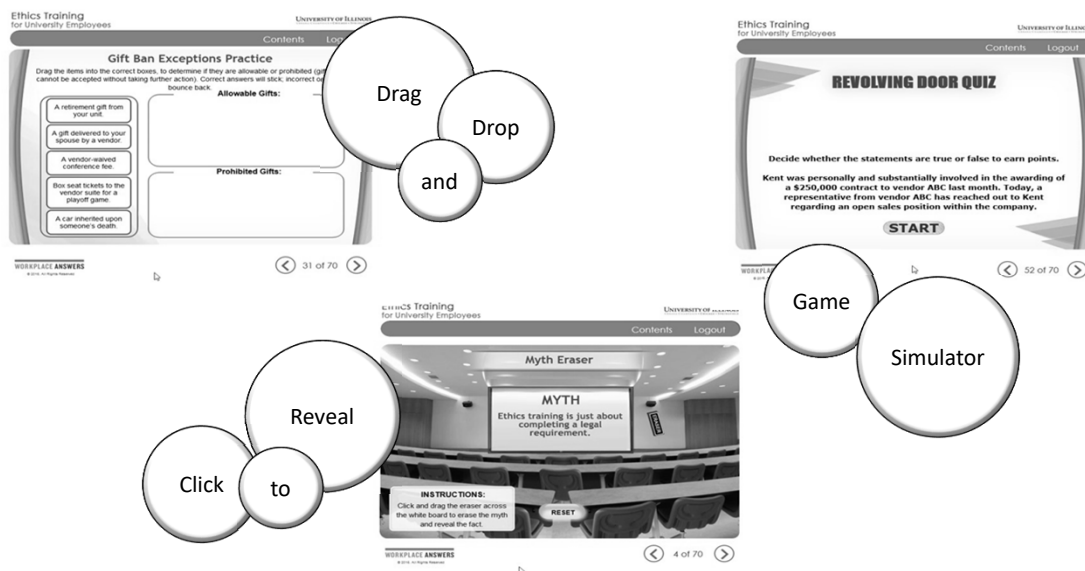 Ethics Training
for University Employees
UNIVERSITY OF ILLINOIS
Contents
Gift Ban Exceptions Practice
Drag the items into the correct boxes, to determine if they are allowable or prohibited
cannot be accepted without taking further action). Correct answers will stick; incorrect
bounce back.
A retirement gift from
your unit.
A gift delivered to your
spouse by a vendor.
A vendor-waived
conference fee.
Box seat tickets to the
vendor suite for a
playoff game.
A car inherited upon
someone's death.
Allowable Gifts:
Prohibited Gifts:
WORKPLACE ANSWERS
31 of 70
Drag
and
Drop
Ethics Training
for University Employees
Contents Logout
REVOLVING DOOR QUIZ
Decide whether the statements are true or false to earn points.
Kent was personally and substantially involved in the awarding of
a $250,000 contract to vendor ABC last month. Today, a
representative from vendor ABC has reached out to Kent
regarding an open sales position within the company.
START
52 of 70
Game
Simulator
Click
to
Reveal
Ethics Training
for University Employees
Contents Logout
Myth Eraser
MYTH
Ethics training is just about
completing a legal
requirement.
INSTRUCTIONS:
Click and drag the eraser across
the white board to erase the myth
and reveal the fact.
RESET
WORKPLACE ANSWERS
4 of 70